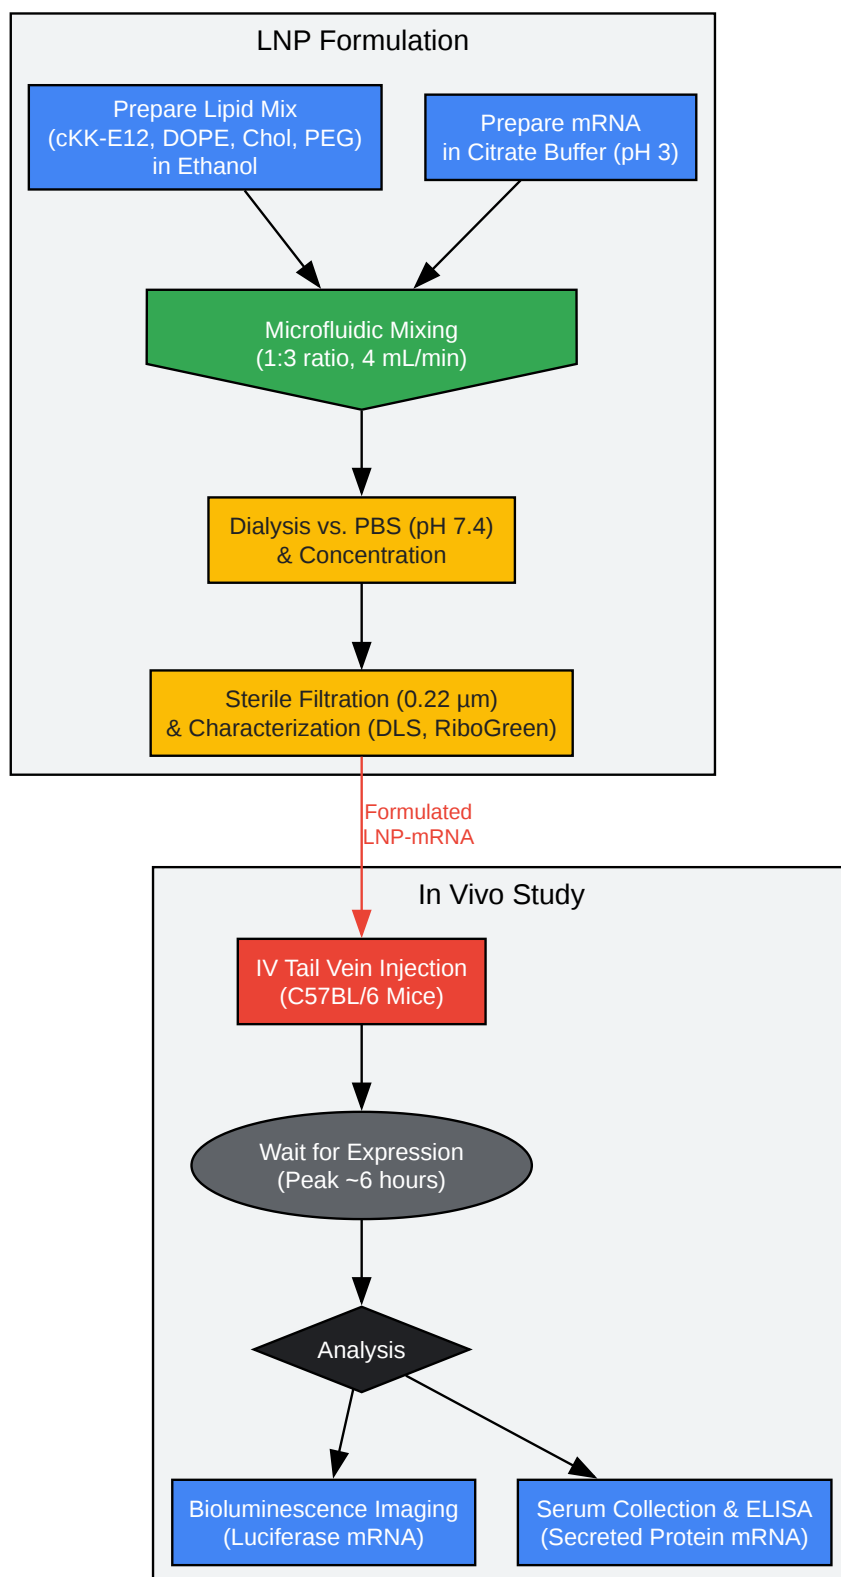 LNP Formulation
Prepare Lipid Mix
(cKK-E12, DOPE, Chol, PEG)
in Ethanol
Prepare mRNA
in Citrate Buffer (pH 3)
Microfluidic Mixing
(1:3 ratio, 4 mL/min)
Dialysis vs. PBS (pH 7.4)
& Concentration
Sterile Filtration (0.22 µm)
& Characterization (DLS, RiboGreen)
Formulated
LNP-mRNA
In Vivo Study
IV Tail Vein Injection
(C57BL/6 Mice)
Wait for Expression
(Peak ~6 hours)
Analysis
Bioluminescence Imaging
(Luciferase mRNA)
Serum Collection & ELISA
(Secreted Protein mRNA)